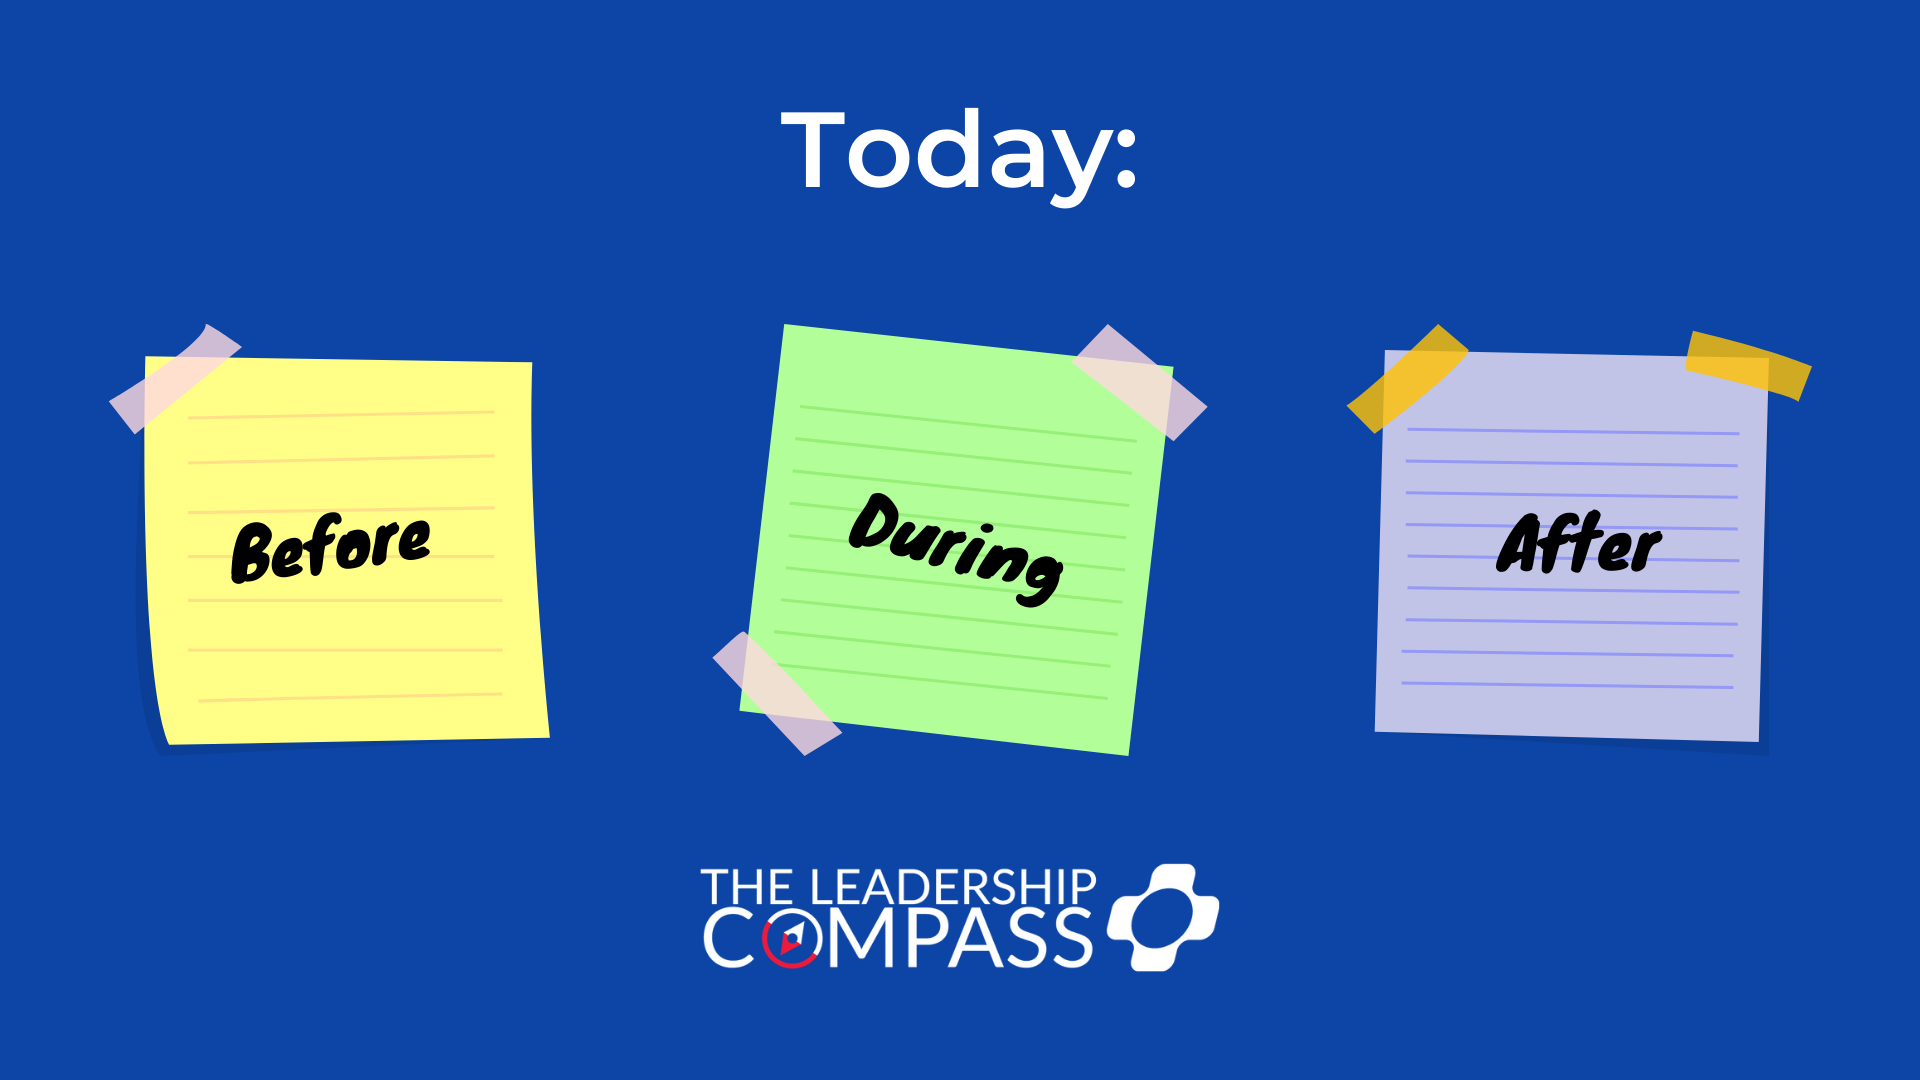 Today:
Before
During
After
THE LEADERSHIP
COMPASS